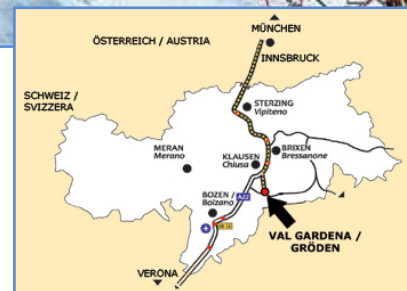 MÜNCHEN
ÖSTERREICH / AUSTRIA
INNSBRUCK
SCHWEIZ /
SVIZZERA
STERZING
Vipiteno
MERAN
Merano
KLAUSEN
Chiusa
BRIXEN
Bressanone
A22
BOZEN /
Bolzano
VAL GARDENA /
GRÖDEN
VERONA